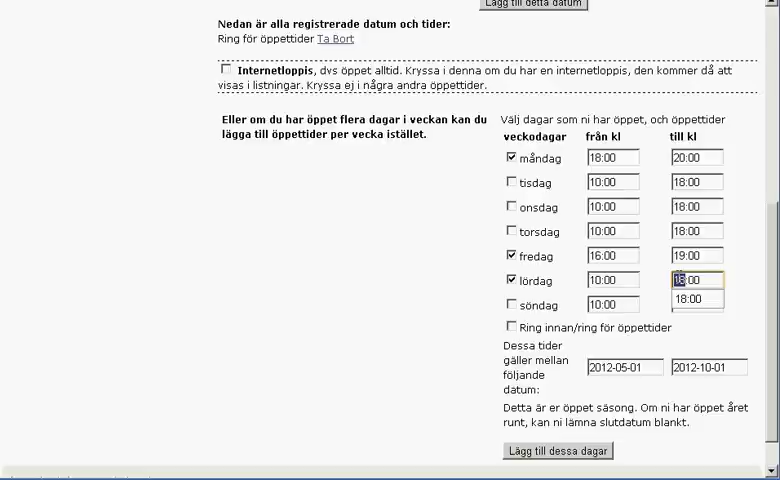 Lägg till detta datum
Nedan är alla registrerade datum och tider:
Ring för öppettider Ta Bort
Internetloppis, dvs öppet alltid. Kryssa i denna om du har en internetloppis, den kommer då att
visas i listningar. Kryssa ej i några andra öppettider.
Eller om du har öppet flera dagar i veckan kan du
lägga till öppettider per vecka istället.
Välj dagar som ni har öppet, och öppettider
veckodagar från kl till kl
måndag 18:00 20:00
tisdag 10:00 18:00
onsdag 10:00 18:00
torsdag 10:00 18:00
fredag 16:00 19:00
lördag 10:00 18:00
18:00
söndag 10:00
Ring innan/ring för öppettider
Dessa tider
gäller mellan
följande
datum:
2012-05-01 2012-10-01
Detta är er öppet säsong. Om ni har öppet året
runt, kan ni lämna slutdatum blankt.
Lägg till dessa dagar